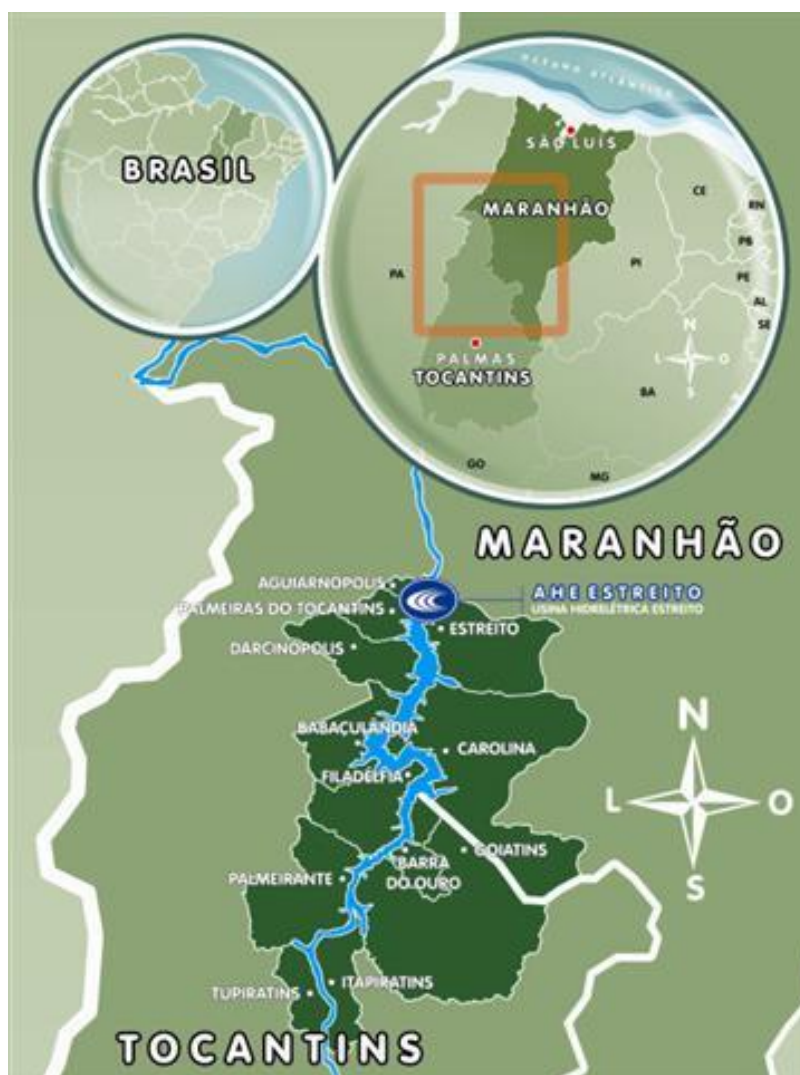 BRASIL
OCEANO ATLÂNTICO
SÃO LUIS
MARANHÃO
CE
RN
PB
PE
AL
SE
PI
PA
BA
PALMAS
TOCANTINS
GO
MG
N
L O
S
MARANHÃO
AGUIARNÓPOLIS
PALMEIRAS DO TOCANTINS
AHE ESTREITO
USINA HIDRELÉTRICA ESTREITO
ESTREITO
DARCINÓPOLIS
BABAÇULÂNDIA
CAROLINA
FILADÉLFIA
N
L O
S
BARRA
DO OURO
GOIATINS
PALMEIRANTE
ITAPIRATINS
TUPIRATINS
TOCANTINS